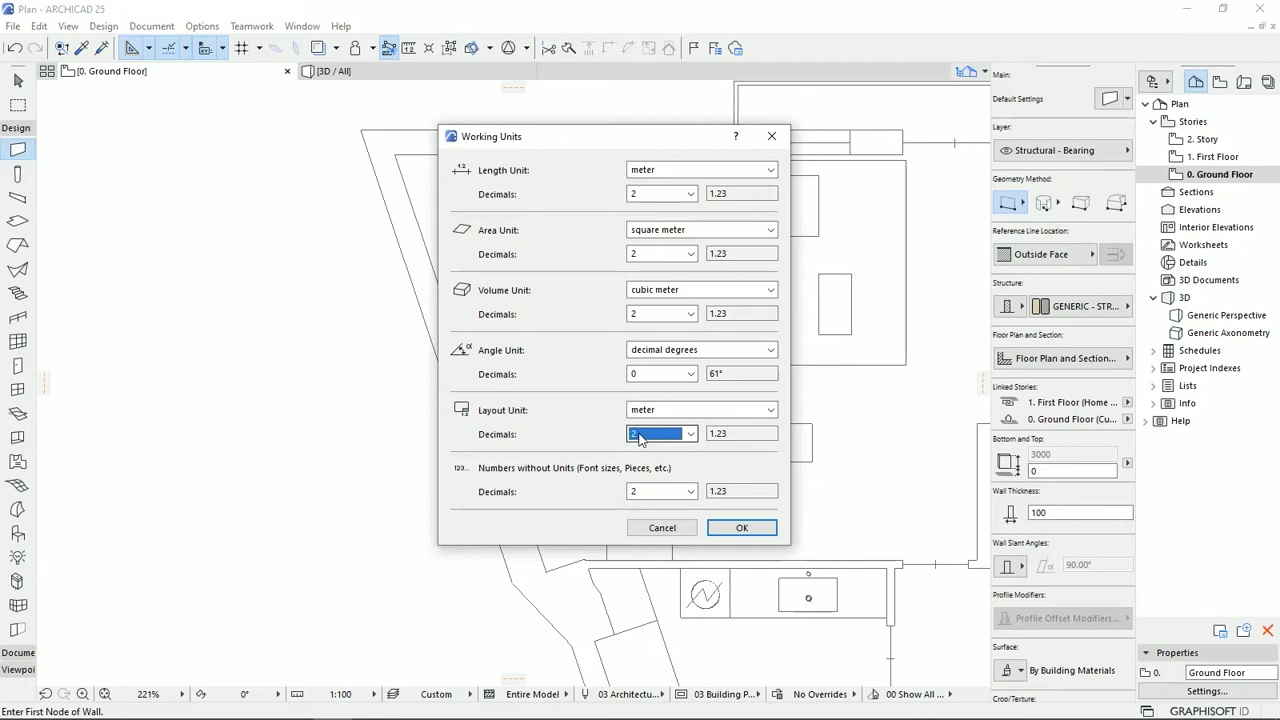 Plan - ARCHICAD 25
File Edit View Design Document Options Teamwork Window Help
[0. Ground Floor]
[3D / All]
Design
Docume
Viewpoi
Working Units
?
Length Unit: meter
Decimals: 2 1.23
Area Unit: square meter
Decimals: 2 1.23
Volume Unit: cubic meter
Decimals: 2 1.23
Angle Unit: decimal degrees
Decimals: 0 61°
Layout Unit: meter
Decimals: 2 1.23
Numbers without Units (Font sizes, Pieces, etc.)
Decimals: 2 1.23
Cancel OK
Main:
Default Settings
Layer:
Structural - Bearing
Geometry Method:
Reference Line Location:
Outside Face
Structure:
GENERIC - STR...
Floor Plan and Section:
Floor Plan and Section...
Linked Stories:
1. First Floor (Home ...
0. Ground Floor (Cu...
Bottom and Top:
3000
0
Wall Thickness:
100
Wall Slant Angles:
90.00°
Profile Modifiers:
Profile Offset Modifiers...
Surface:
By Building Materials
Crop/Texture:
Plan
Stories
2. Story
1. First Floor
0. Ground Floor
Sections
Elevations
Interior Elevations
Worksheets
Details
3D Documents
3D
Generic Perspective
Generic Axonometry
Schedules
Project Indexes
Lists
Info
Help
Properties
0. Ground Floor
Settings...
221% 0° 1:100 Custom Entire Model 03 Architectu... 03 Building P... No Overrides 00 Show All ...
Enter First Node of Wall.
GRAPHISOFT ID